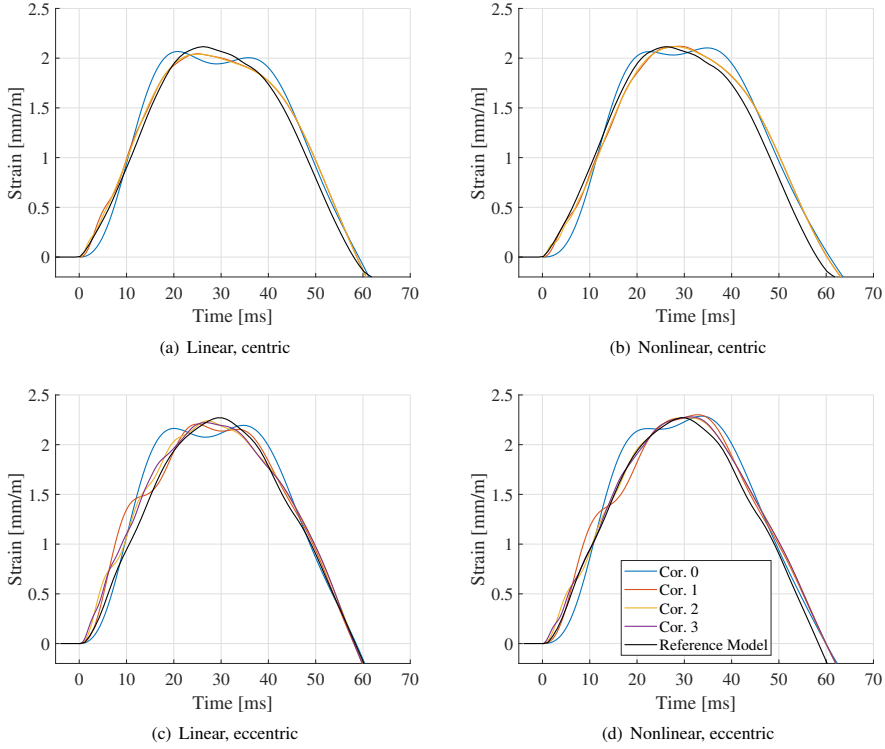 2.5
2
1.5
1
0.5
0
Strain [mm/m]
0 10 20 30 40 50 60 70
Time [ms]
(a) Linear, centric
2.5
2
1.5
1
0.5
0
Strain [mm/m]
0 10 20 30 40 50 60 70
Time [ms]
(b) Nonlinear, centric
2.5
2
1.5
1
0.5
0
Strain [mm/m]
0 10 20 30 40 50 60 70
Time [ms]
(c) Linear, eccentric
2.5
2
1.5
1
0.5
0
Strain [mm/m]
Cor. 0
Cor. 1
Cor. 2
Cor. 3
Reference Model
0 10 20 30 40 50 60 70
Time [ms]
(d) Nonlinear, eccentric